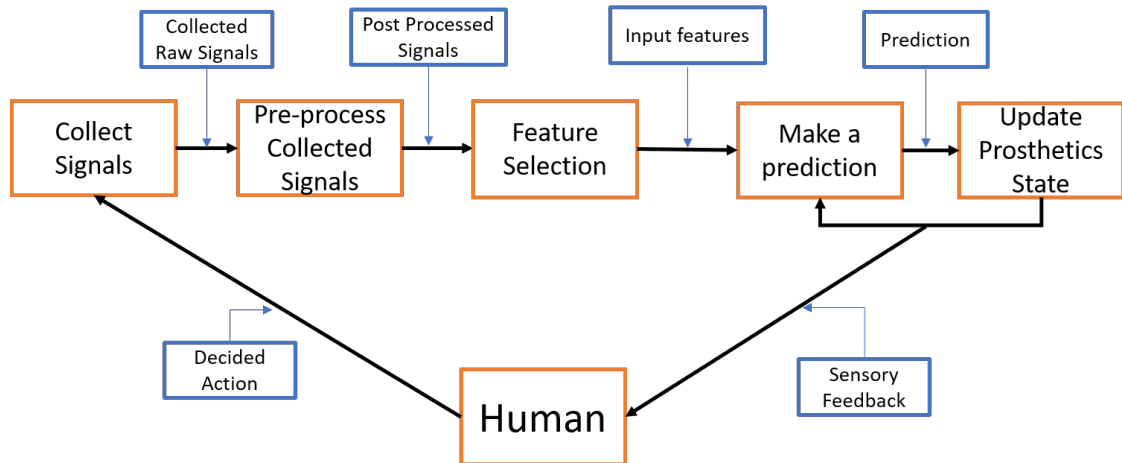 Collected
Raw Signals
Post Processed
Signals
Input features
Prediction
Collect
Signals
Pre-process
Collected
Signals
Feature
Selection
Make a
prediction
Update
Prosthetics
State
Decided
Action
Human
Sensory
Feedback